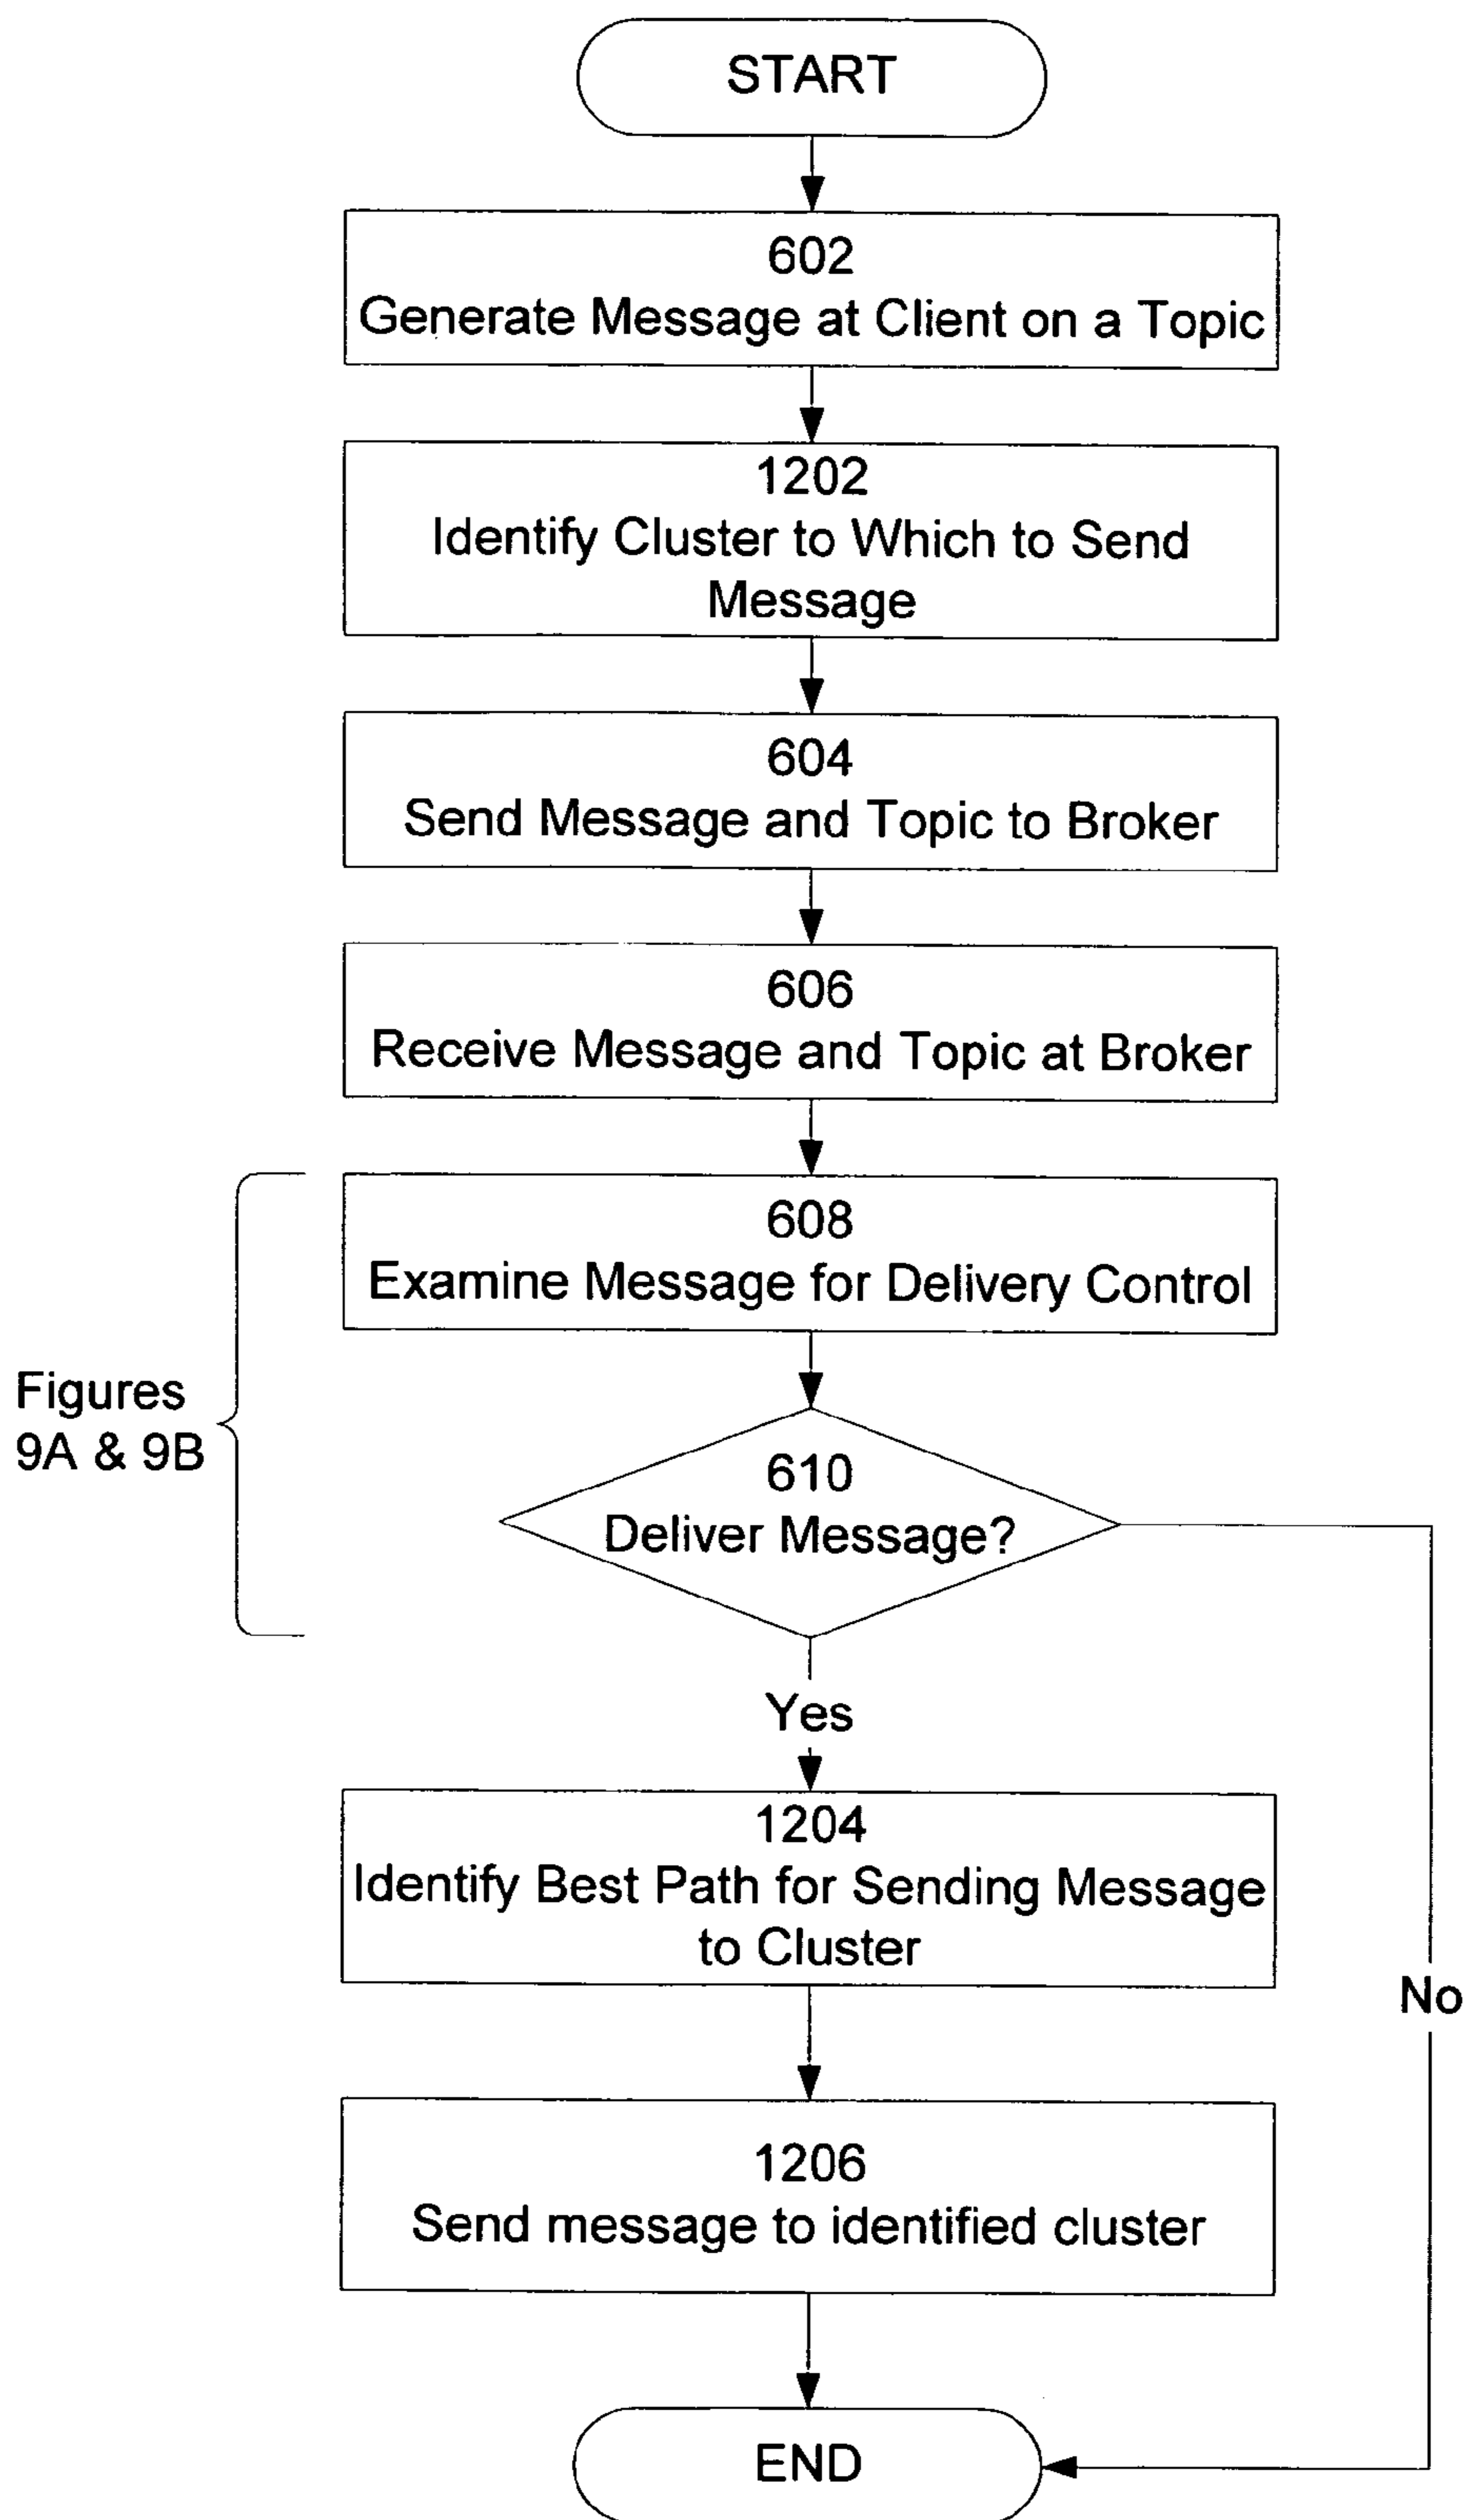 START
602
Generate Message at Client on a Topic
1202
Identify Cluster to Which to Send
Message
604
Send Message and Topic to Broker
606
Receive Message and Topic at Broker
608
Examine Message for Delivery Control
Figures
9A & 9B
610
Deliver Message?
Yes
1204
Identify Best Path for Sending Message
to Cluster
No
1206
Send message to identified cluster
END